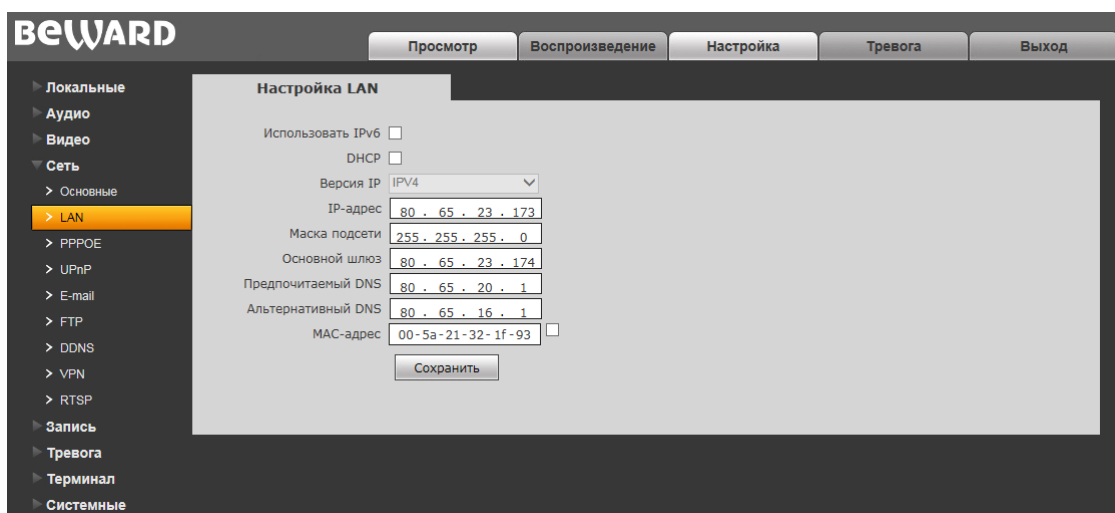 BEWARD
Просмотр Воспроизведение Настройка Тревога Выход
Локальные
Аудио
Видео
Сеть
Основные
LAN
PPPOE
UPnP
E-mail
FTP
DDNS
VPN
RTSP
Запись
Тревога
Терминал
Системные
Настройка LAN
Использовать IPv6
DHCP
Версия IP IPV4
IP-адрес 80 . 65 . 23 . 173
Маска подсети 255 . 255 . 255 . 0
Основной шлюз 80 . 65 . 23 . 174
Предпочитаемый DNS 80 . 65 . 20 . 1
Альтернативный DNS 80 . 65 . 16 . 1
MAC-адрес 00-5a-21-32-1f-93
Сохранить